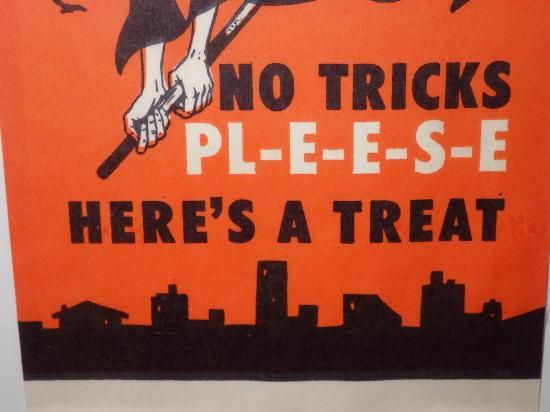 NO TRICKS
PL-E-E-S-E
HERE'S A TREAT